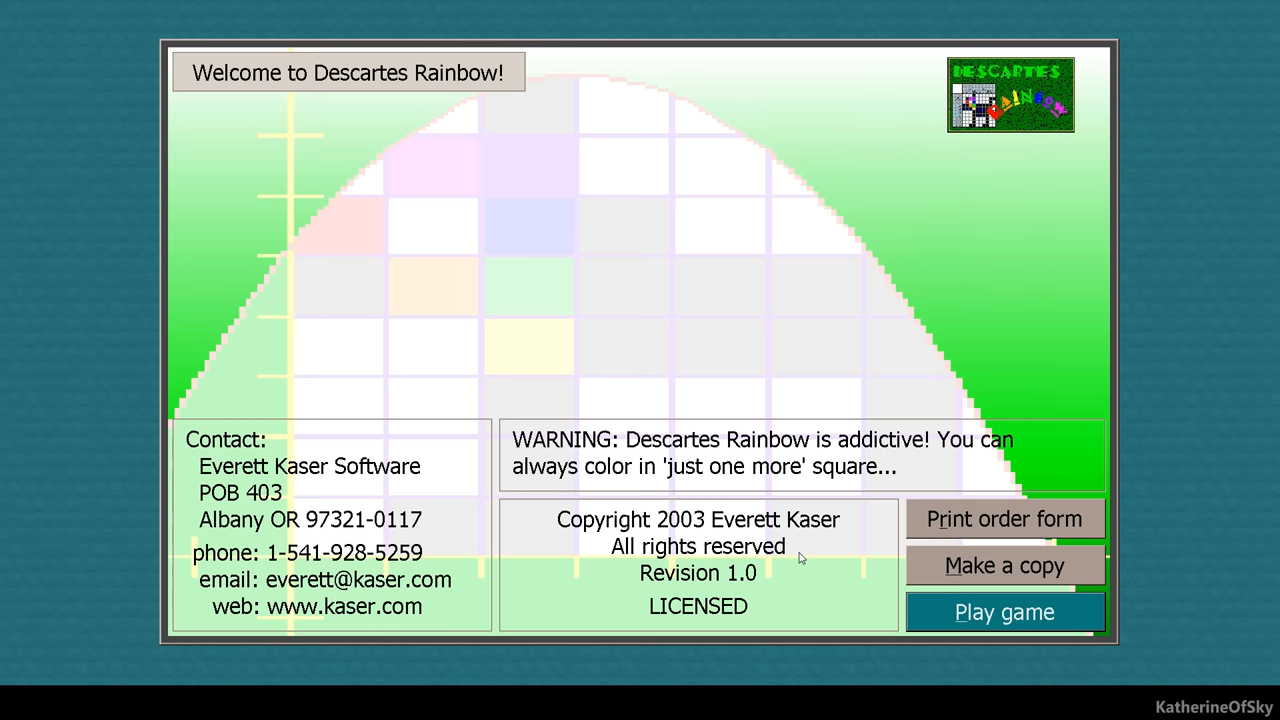 Welcome to Descartes Rainbow!
DESCARTES
RAINBOW
Contact:
Everett Kaser Software
POB 403
Albany OR 97321-0117
phone: 1-541-928-5259
email: everett@kaser.com
web: www.kaser.com
WARNING: Descartes Rainbow is addictive! You can
always color in 'just one more' square...
Copyright 2003 Everett Kaser
All rights reserved
Revision 1.0
LICENSED
Print order form
Make a copy
Play game
KatherineOfSky